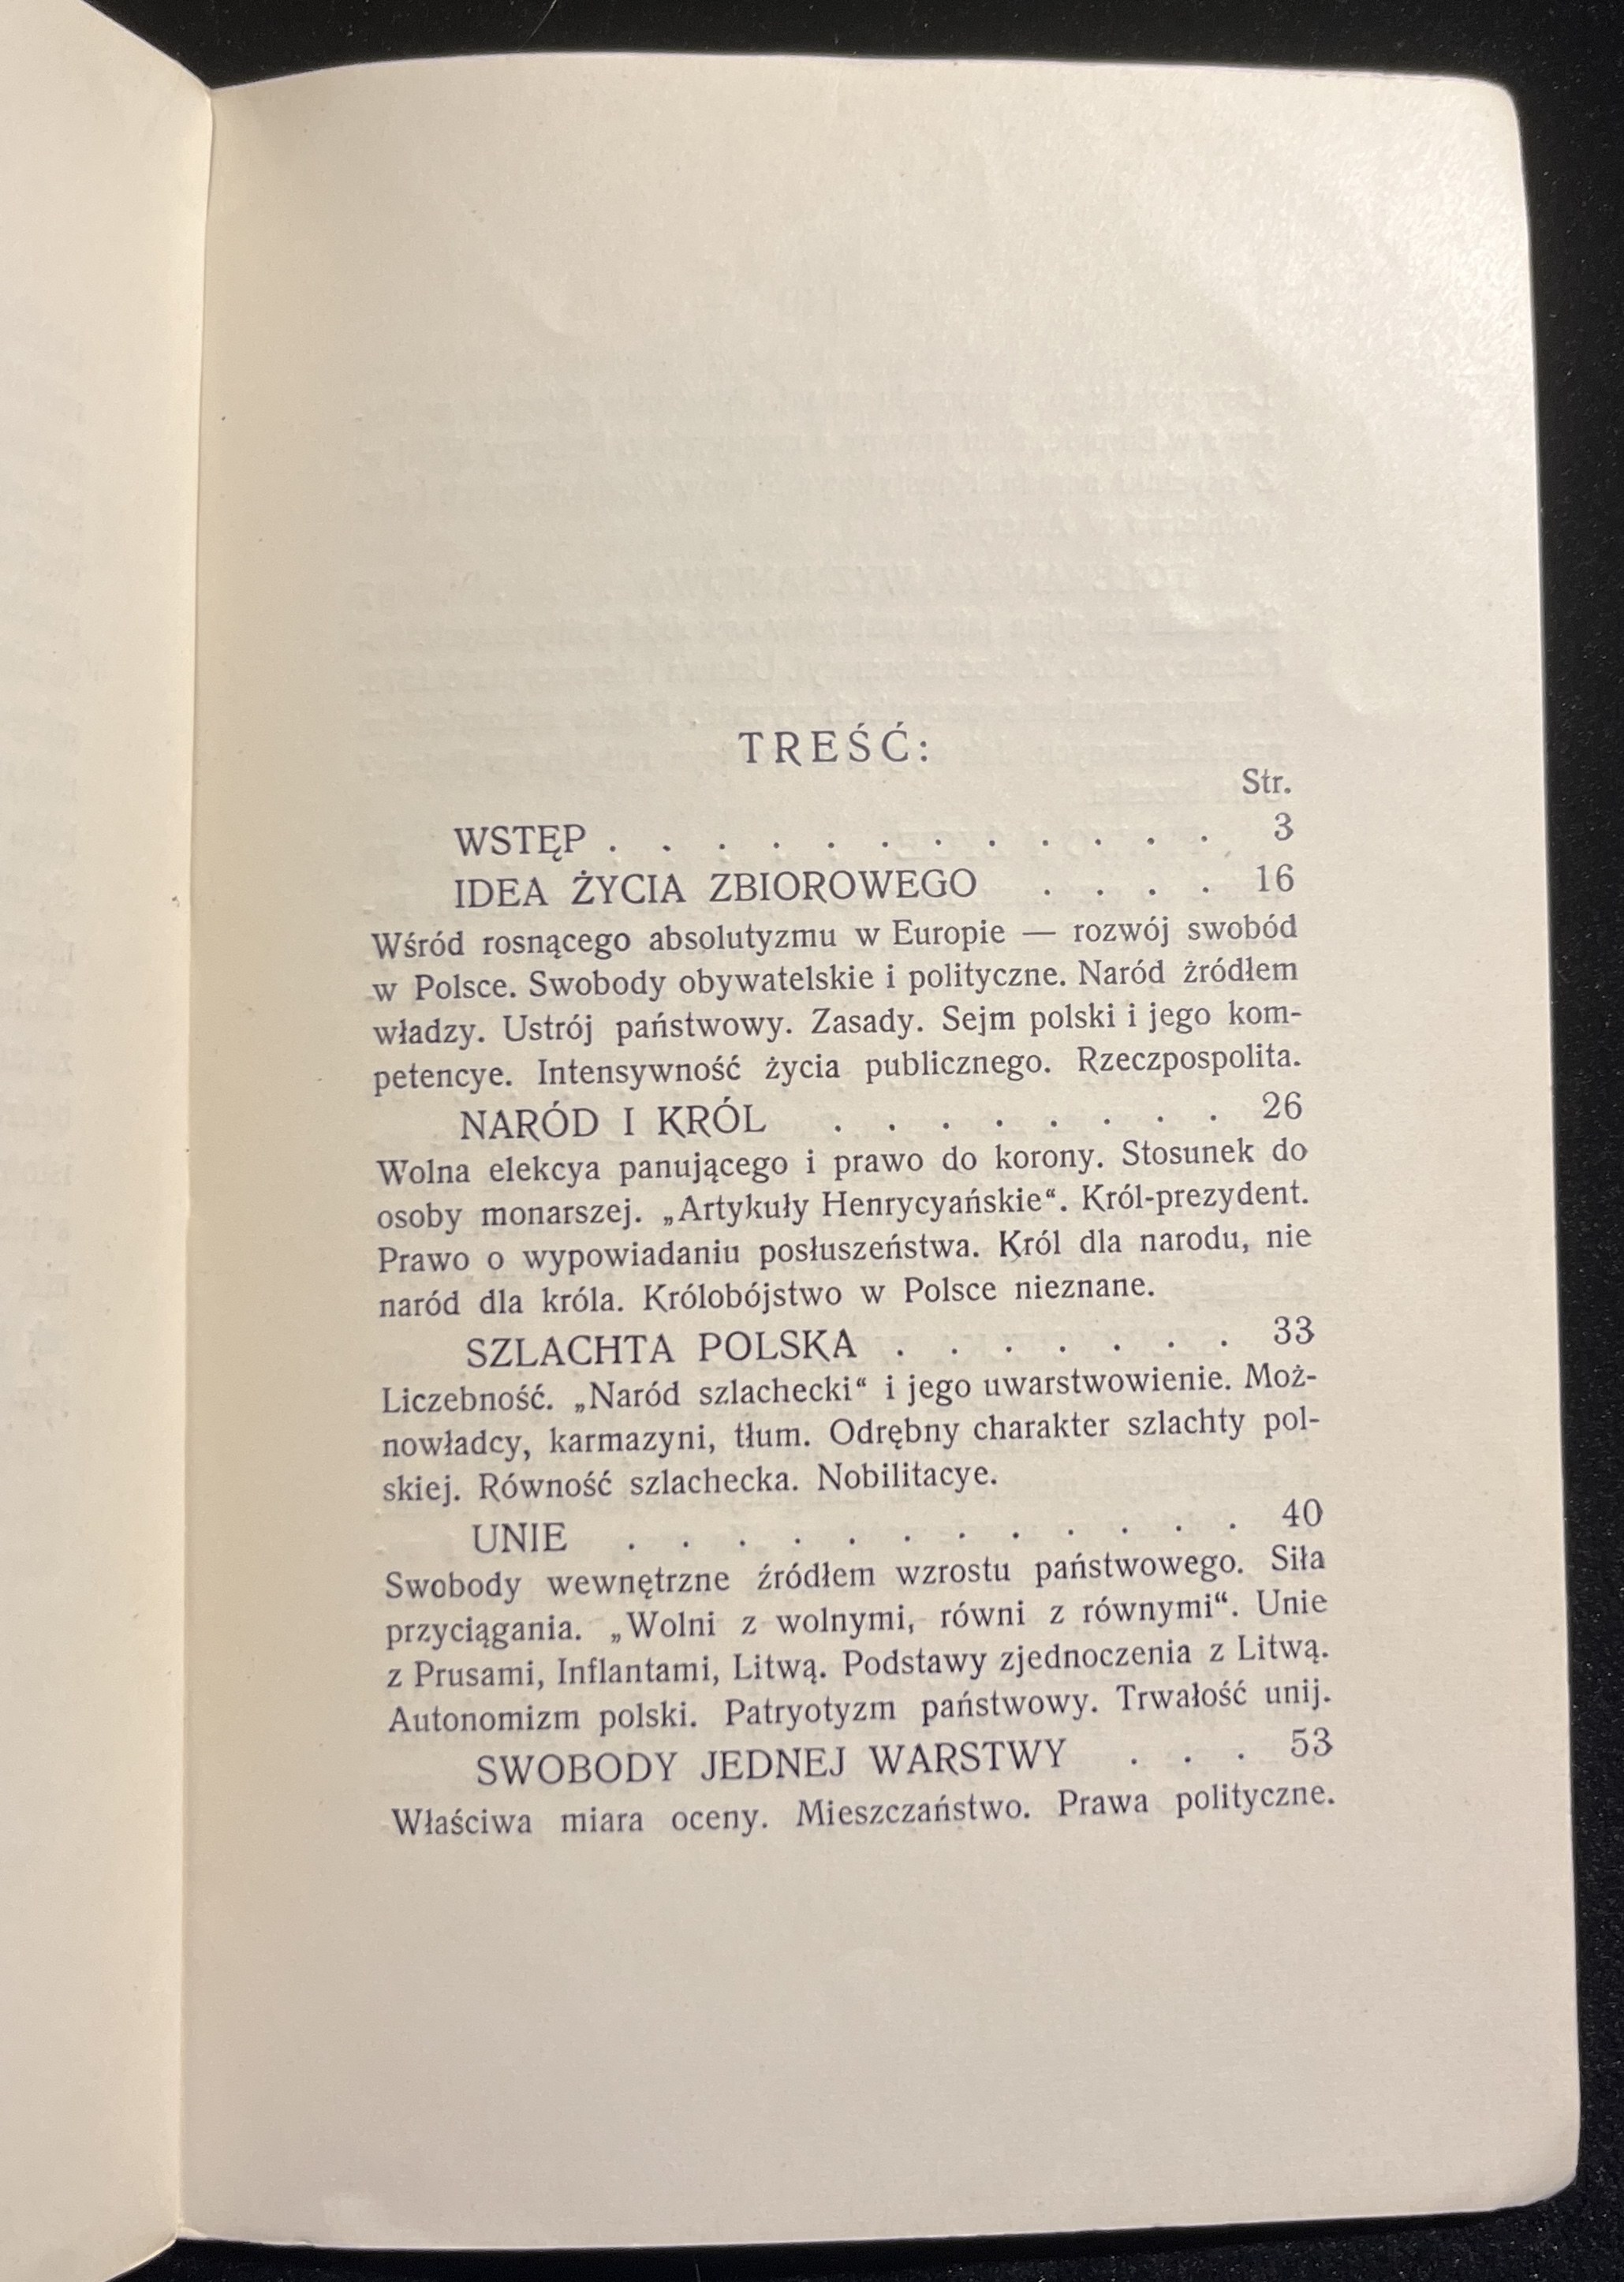 TREŚĆ:
Str.
WSTĘP . . . . . . . . . . . . 3
IDEA ŻYCIA ZBIOROWEGO . . . . 16
Wśród rosnącego absolutyzmu w Europie — rozwój swobód
w Polsce. Swobody obywatelskie i polityczne. Naród żródłem
władzy. Ustrój państwowy. Zasady. Sejm polski i jego kom-
petencye. Intensywność życia publicznego. Rzeczpospolita.
NARÓD I KRÓL . . . . . . . . 26
Wolna elekcya panującego i prawo do korony. Stosunek do
osoby monarszej. „Artykuły Henrycyańskie“. Król-prezydent.
Prawo o wypowiadaniu posłuszeństwa. Król dla narodu, nie
naród dla króla. Królobójstwo w Polsce nieznane.
SZLACHTA POLSKA . . . . . . . 33
Liczebność. „Naród szlachecki“ i jego uwarstwowienie. Moż-
nowładcy, karmazyni, tłum. Odrębny charakter szlachty pol-
skiej. Równość szlachecka. Nobilitacye.
UNIE . . . . . . . . . . . . 40
Swobody wewnętrzne źródłem wzrostu państwowego. Siła
przyciągania. „Wolni z wolnymi, równi z równymi“. Unie
z Prusami, Inflantami, Litwą. Podstawy zjednoczenia z Litwą.
Autonomizm polski. Patryotyzm państwowy. Trwałość unij.
SWOBODY JEDNEJ WARSTWY . . . 53
Właściwa miara oceny. Mieszczaństwo. Prawa polityczne.